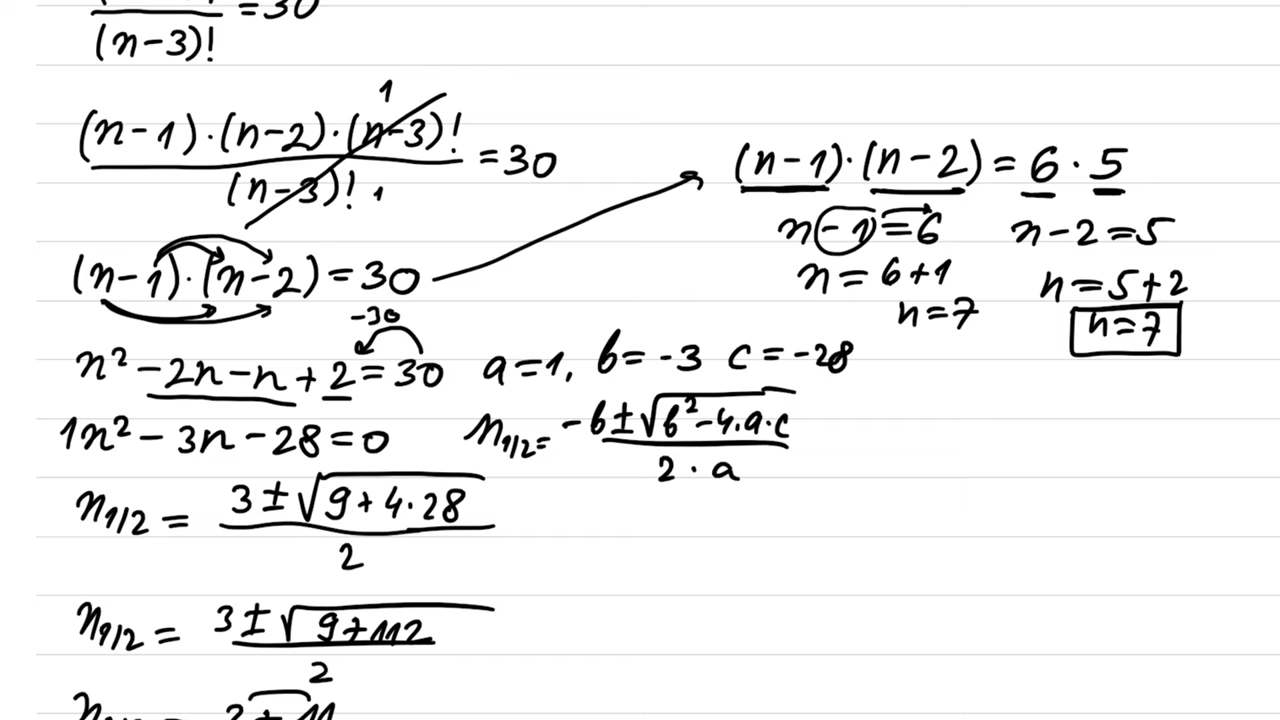 (n-3)! = 30
1
(n-1)·(n-2)·(n-3)! / (n-3)! 1 = 30
(n-1)·(n-2) = 30
-30
n² - 2n - n + 2 = 30
1n² - 3n - 28 = 0
n1/2 = 3 ± √(9 + 4·28) / 2
n1/2 = 3 ± √(9 + 112) / 2
3 ± 11
(n-1)·(n-2) = 6·5
n - 1 = 6
n = 6 + 1
n = 7
n - 2 = 5
n = 5 + 2
n = 7
a = 1, b = -3 c = -28
n1/2 = -b ± √(b² - 4·a·c) / 2·a